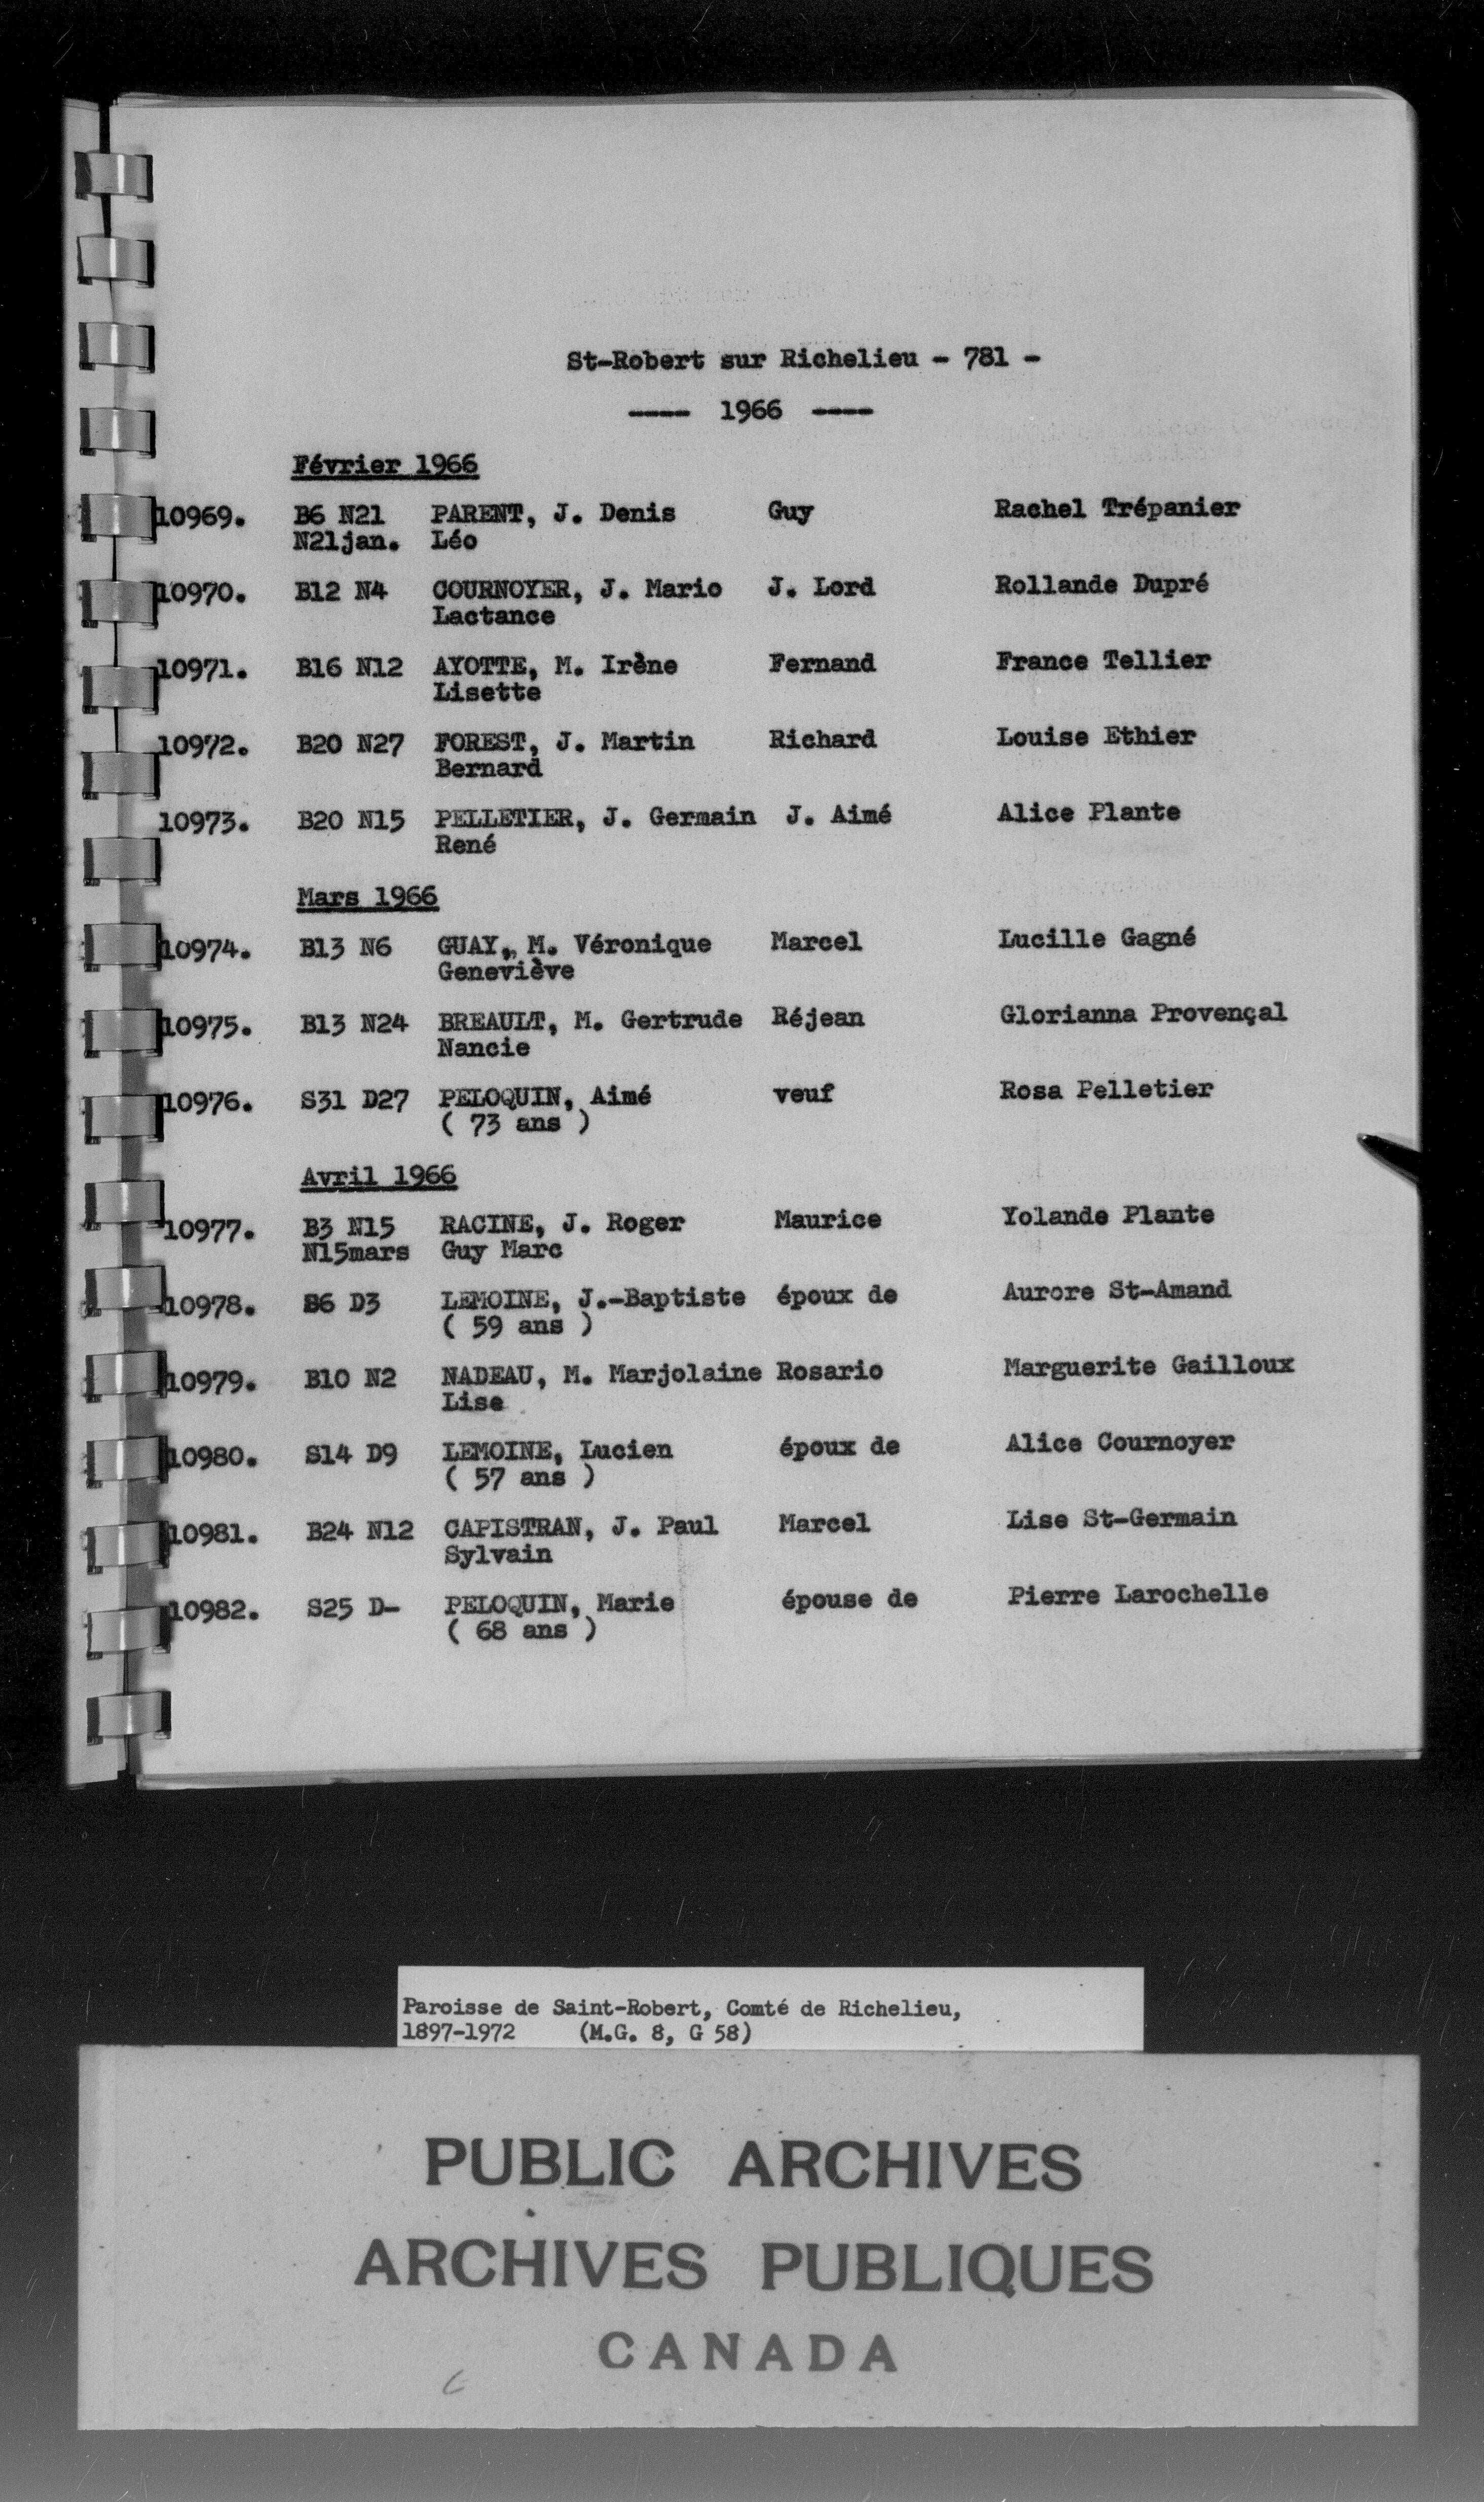 St-Robert sur Richelieu - 781 -
---- 1966 ----
Février 1966
10969. B6 N21 PARENT, J. Denis Guy Rachel Trépanier
N21jan. Léo
10970. B12 N4 COURNOYER, J. Mario J. Lord Rollande Dupré
Lactance
10971. B16 N12 AYOTTE, M. Irène Fernand France Tellier
Lisette
10972. B20 N27 FOREST, J. Martin Richard Louise Ethier
Bernard
10973. B20 N15 PELLETIER, J. Germain J. Aimé Alice Plante
René
Mars 1966
10974. B13 N6 GUAY, M. Véronique Marcel Lucille Gagné
Geneviève
10975. B13 N24 BREAULT, M. Gertrude Réjean Glorianna Provençal
Nancie
10976. S31 D27 PELOQUIN, Aimé veuf Rosa Pelletier
( 73 ans )
Avril 1966
10977. B3 N15 RACINE, J. Roger Maurice Yolande Plante
N15mars Guy Marc
10978. S6 D3 LEMOINE, J.-Baptiste époux de Aurore St-Amand
( 59 ans )
10979. B10 N2 NADEAU, M. Marjolaine Rosario Marguerite Gailloux
Lise
10980. S14 D9 LEMOINE, Lucien époux de Alice Cournoyer
( 57 ans )
10981. B24 N12 CAPISTRAN, J. Paul Marcel Lise St-Germain
Sylvain
10982. S25 D- PELOQUIN, Marie épouse de Pierre Larochelle
( 68 ans )
Paroisse de Saint-Robert, Comté de Richelieu,
1897-1972 (M.G. 8, G 58)
PUBLIC ARCHIVES
ARCHIVES PUBLIQUES
CANADA